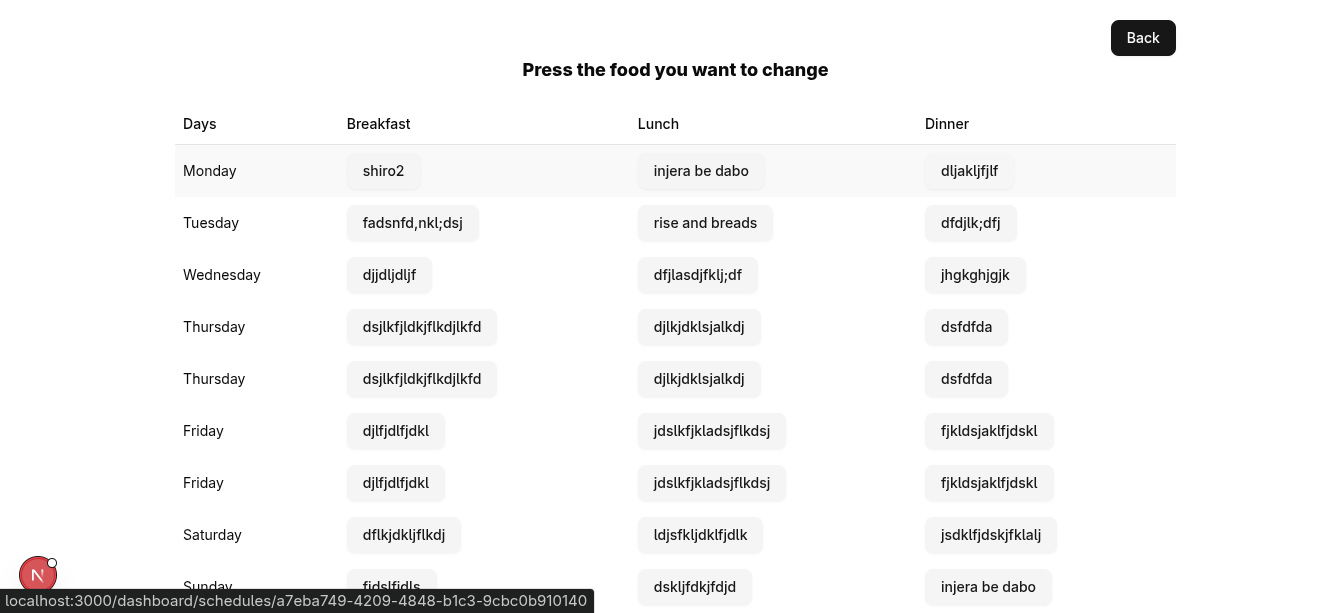 Back
Press the food you want to change
Days Breakfast Lunch Dinner
Monday shiro2 injera be dabo dljakljfjlf
Tuesday fadsnfd,nkl;dsj rise and breads dfdjlk;dfj
Wednesday djjdljdljf dfjlasdjfklj;df jhgkghjgjk
Thursday dsjlkfjldkjflkdjlkfd djlkjdklsjalkdj dsfdfda
Thursday dsjlkfjldkjflkdjlkfd djlkjdklsjalkdj dsfdfda
Friday djlfjdlfjdkl jdslkfjkladsjflkdsj fjkldsjaklfjdskl
Friday djlfjdlfjdkl jdslkfjkladsjflkdsj fjkldsjaklfjdskl
Saturday dflkjdkljflkdj ldjsfkljdklfjdlk jsdklfjdskjfklalj
Sunday fjdslfjdls dskljfdkjfdjd injera be dabo
N
localhost:3000/dashboard/schedules/a7eba749-4209-4848-b1c3-9cbc0b910140